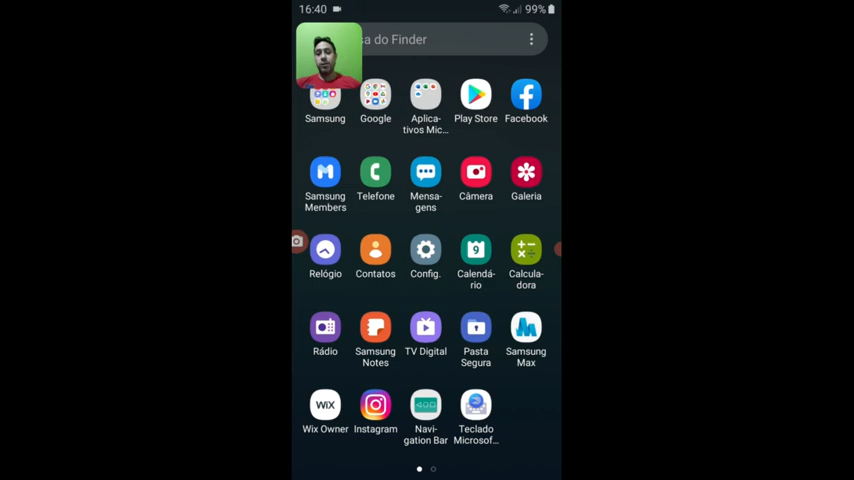 16:40 99%
sa do Finder
Samsung Google Aplica-
tivos Mic... Play Store Facebook
Samsung
Members Telefone Mensa-
gens Câmera Galeria
Relógio Contatos Config. Calendá-
rio Calcula-
dora
9
Rádio Samsung
Notes TV Digital Pasta
Segura Samsung
Max
WiX
Wix Owner Instagram Navi-
gation Bar Teclado
Microsof...